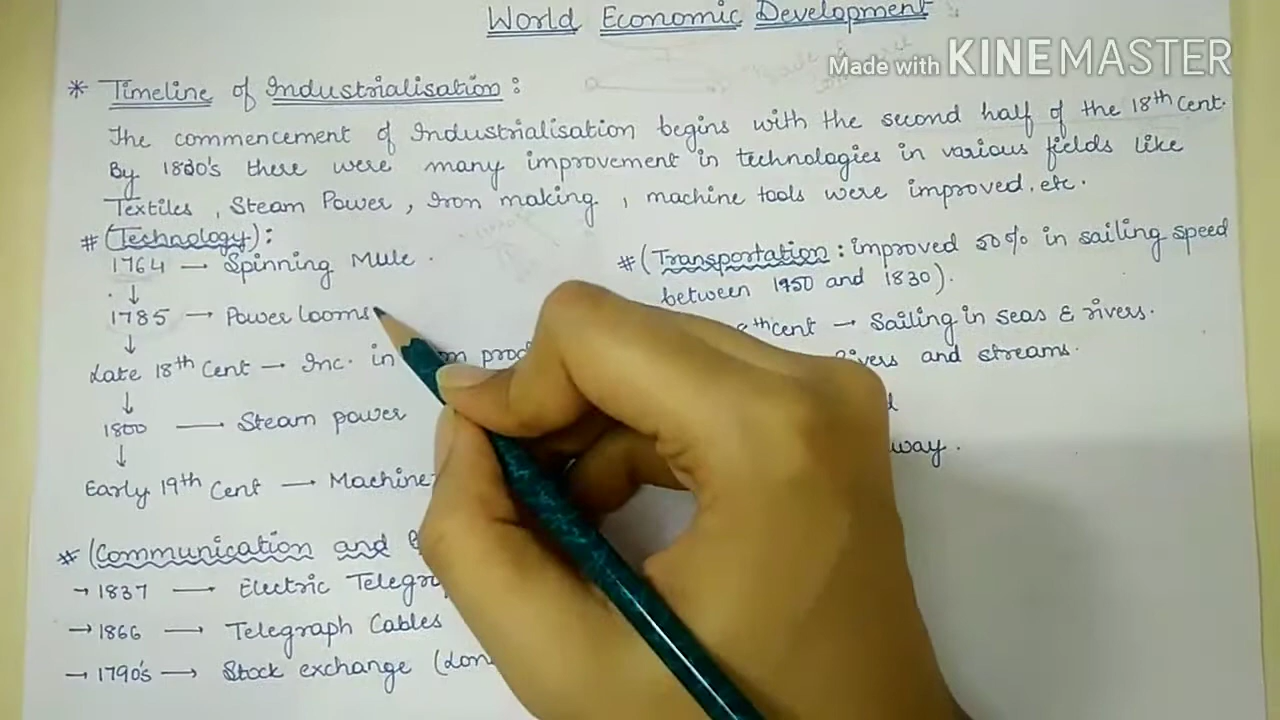 World Economic Development
Made with KINEMASTER
* Timeline of Industrialisation :
The commencement of Industrialisation begins with the second half of the 18th Cent.
By 1830's there were many improvement in technologies in various fields like
Textiles, Steam Power, Iron making, machine tools were improved, etc.
# (Technology) :
1764 — Spinning Mule.
↓
1785 → Power looms
↓
Late 18th Cent → Inc. in
↓
1800 — Steam power
↓
Early 19th Cent → Machine
# (Transportation : improved 50% in sailing speed
between 1750 and 1830).
cent → Sailing in seas & rivers.
and streams.
way.
# (Communication and
→ 1837 — Electric
→ 1866 — Telegraph Cables
→ 1790's → Stock exchange